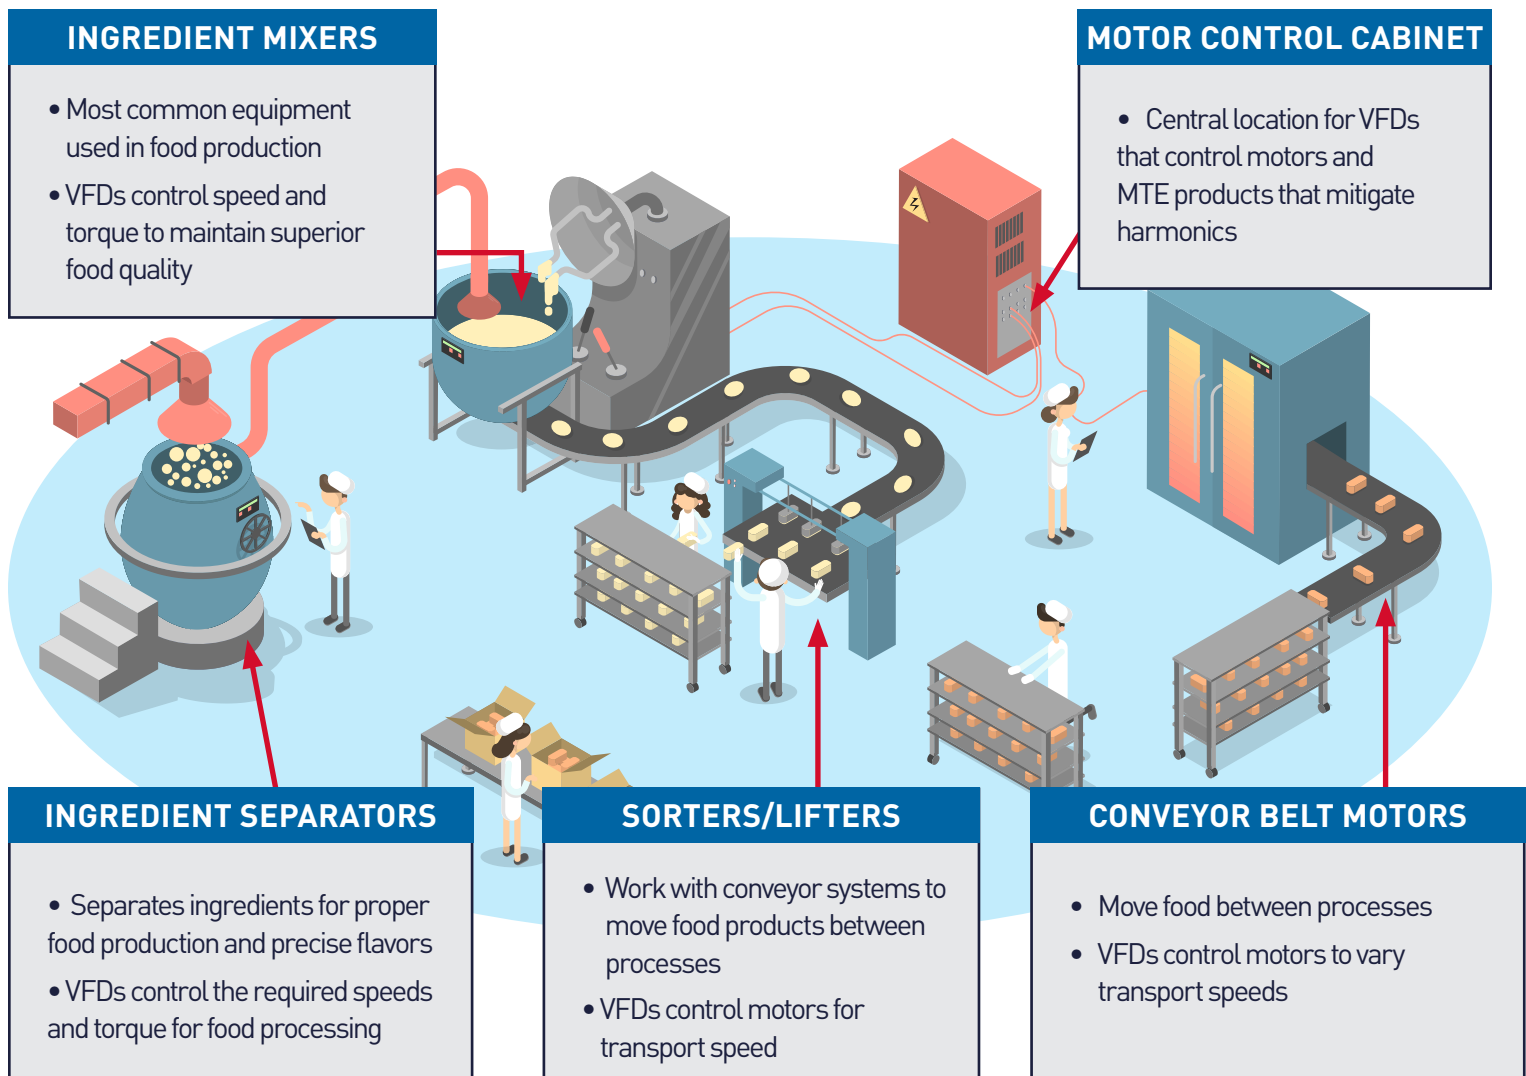 INGREDIENT MIXERS
• Most common equipment
used in food production
• VFDs control speed and
torque to maintain superior
food quality
MOTOR CONTROL CABINET
• Central location for VFDs
that control motors and
MTE products that mitigate
harmonics
INGREDIENT SEPARATORS
• Separates ingredients for proper
food production and precise flavors
• VFDs control the required speeds
and torque for food processing
SORTERS/LIFTERS
• Work with conveyor systems to
move food products between
processes
• VFDs control motors for
transport speed
CONVEYOR BELT MOTORS
• Move food between processes
• VFDs control motors to vary
transport speeds